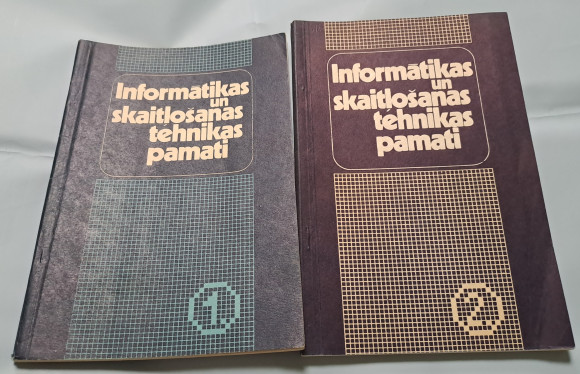 Informātikas
un
skaitļošanas
tehnikas
pamati
1
Informātikas
un
skaitļošanas
tehnikas
pamati
2